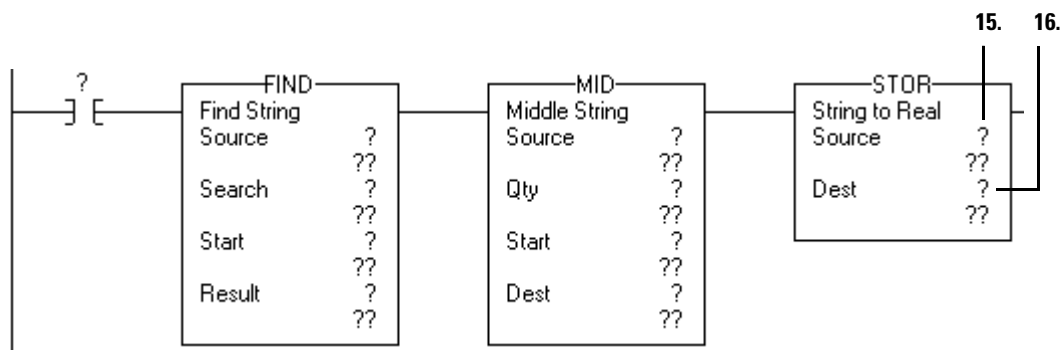 15. 16.
?
FIND
Find String
Source ?
??
Search ?
??
Start ?
??
Result ?
??
MID
Middle String
Source ?
??
Qty ?
??
Start ?
??
Dest ?
??
STOR
String to Real
Source ?
??
Dest ?
??